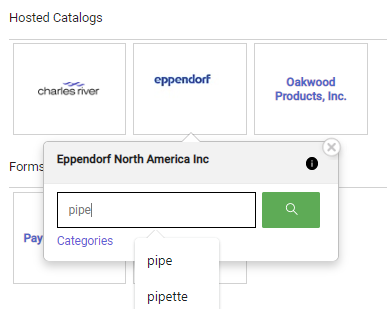 Hosted Catalogs
charles river
eppendorf
Oakwood
Products, Inc.
Eppendorf North America Inc
Forms
pipe
Pay
Categories
pipe
pipette